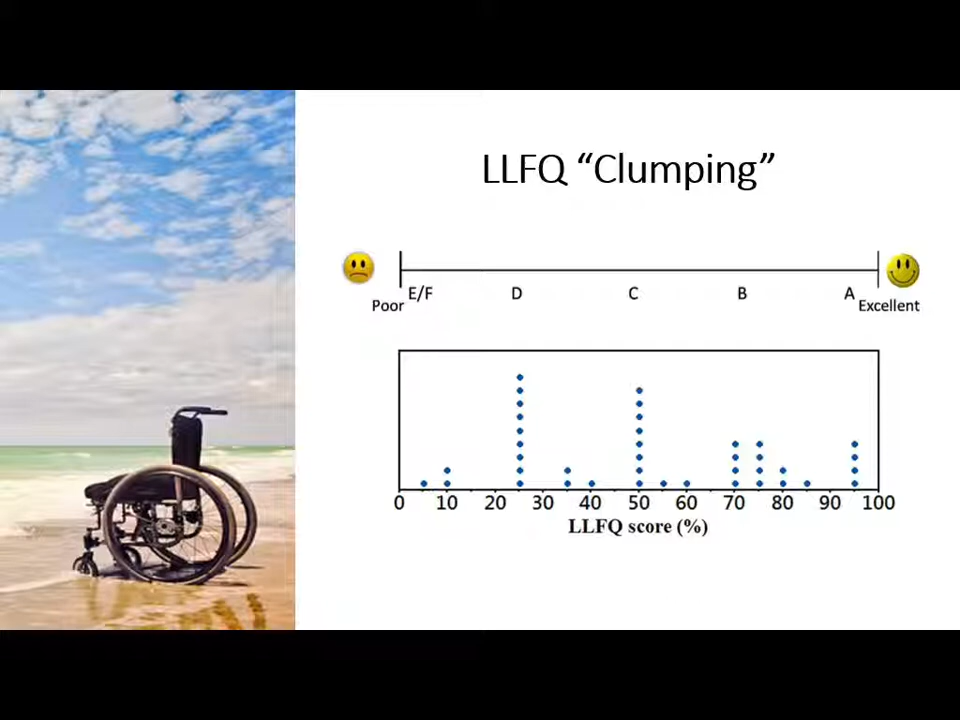 LLFQ “Clumping”
E/F D C B A
Poor Excellent
0 10 20 30 40 50 60 70 80 90 100
LLFQ score (%)